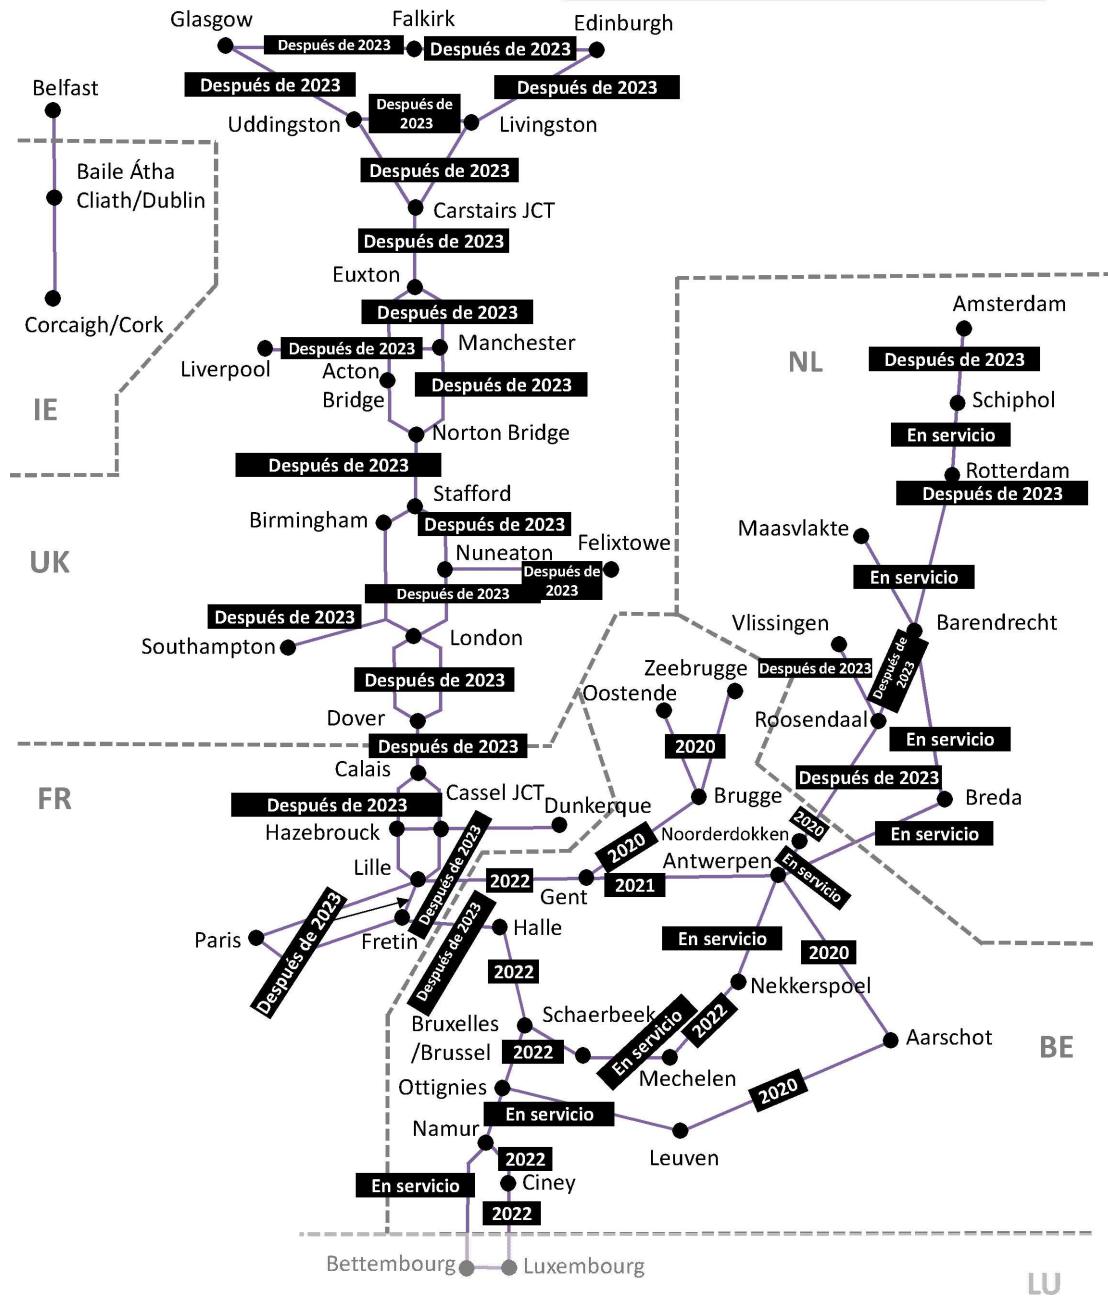 Glasgow
Falkirk
Edinburgh
Después de 2023
Después de 2023
Después de 2023
Después de 2023
Belfast
Después de
2023
Uddington
Livingston
Baile Átha
Cliath/Dublin
Después de 2023
Carstairs JCT
Después de 2023
Euxton
Corcaigh/Cork
Después de 2023
Amsterdam
Liverpool
Después de 2023
Manchester
NL
Después de 2023
Acton
Bridge
Después de 2023
Schiphol
IE
Norton Bridge
En servicio
Después de 2023
Rotterdam
Stafford
Después de 2023
Birmingham
Después de 2023
Maasvlakte
UK
Nuneaton
Felixtowe
Después de
2023
En servicio
Después de 2023
Después de 2023
Southampton
London
Vlissingen
Barendrecht
Después de 2023
Después de
2023
Zeebrugge
Después de 2023
Oostende
Dover
Roosendaal
Después de 2023
2020
En servicio
Calais
Después de 2023
FR
Cassel JCT
Después de 2023
Dunkerque
Brugge
Breda
Hazebrouck
Noorderdokken
2020
En servicio
Después de 2023
2020
Lille
Antwerpen
En servicio
2022
Gent
2021
Después de 2023
Paris
Fretin
Después de 2023
Halle
En servicio
2020
2022
Nekkerspoel
Bruxelles
/Brussel
Schaerbeek
2022
En servicio
2022
Aarschot
BE
Mechelen
Ottignies
2020
En servicio
Namur
2022
Leuven
En servicio
Ciney
2022
Bettembourg
Luxembourg
LU